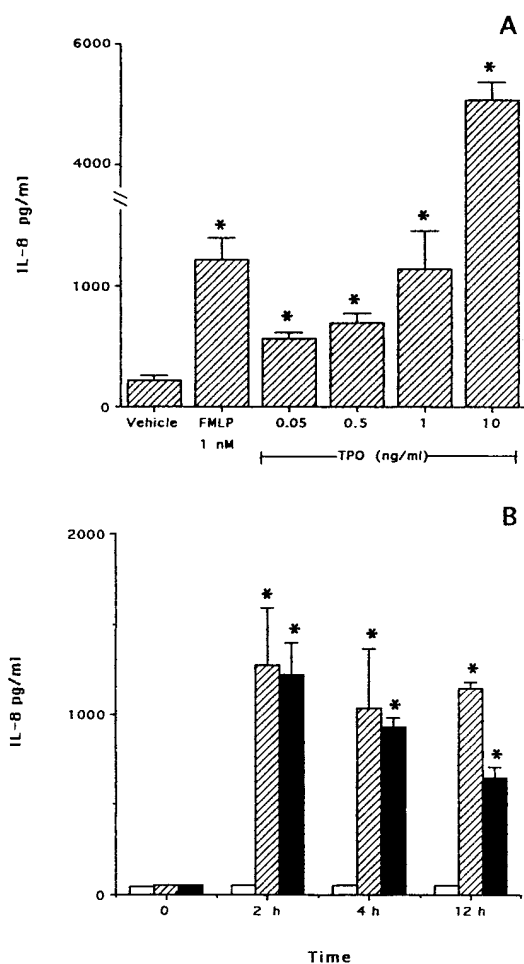 A
6000
*
4000
IL-8 pg/ml
*
*
*
*
1000
0
Vehicle FMLP 0.05 0.5 1 10
1 nM
TPO (ng/ml)
B
2000
*
*
*
*
*
*
IL-8 pg/ml
1000
0
0 2 h 4 h 12 h
Time